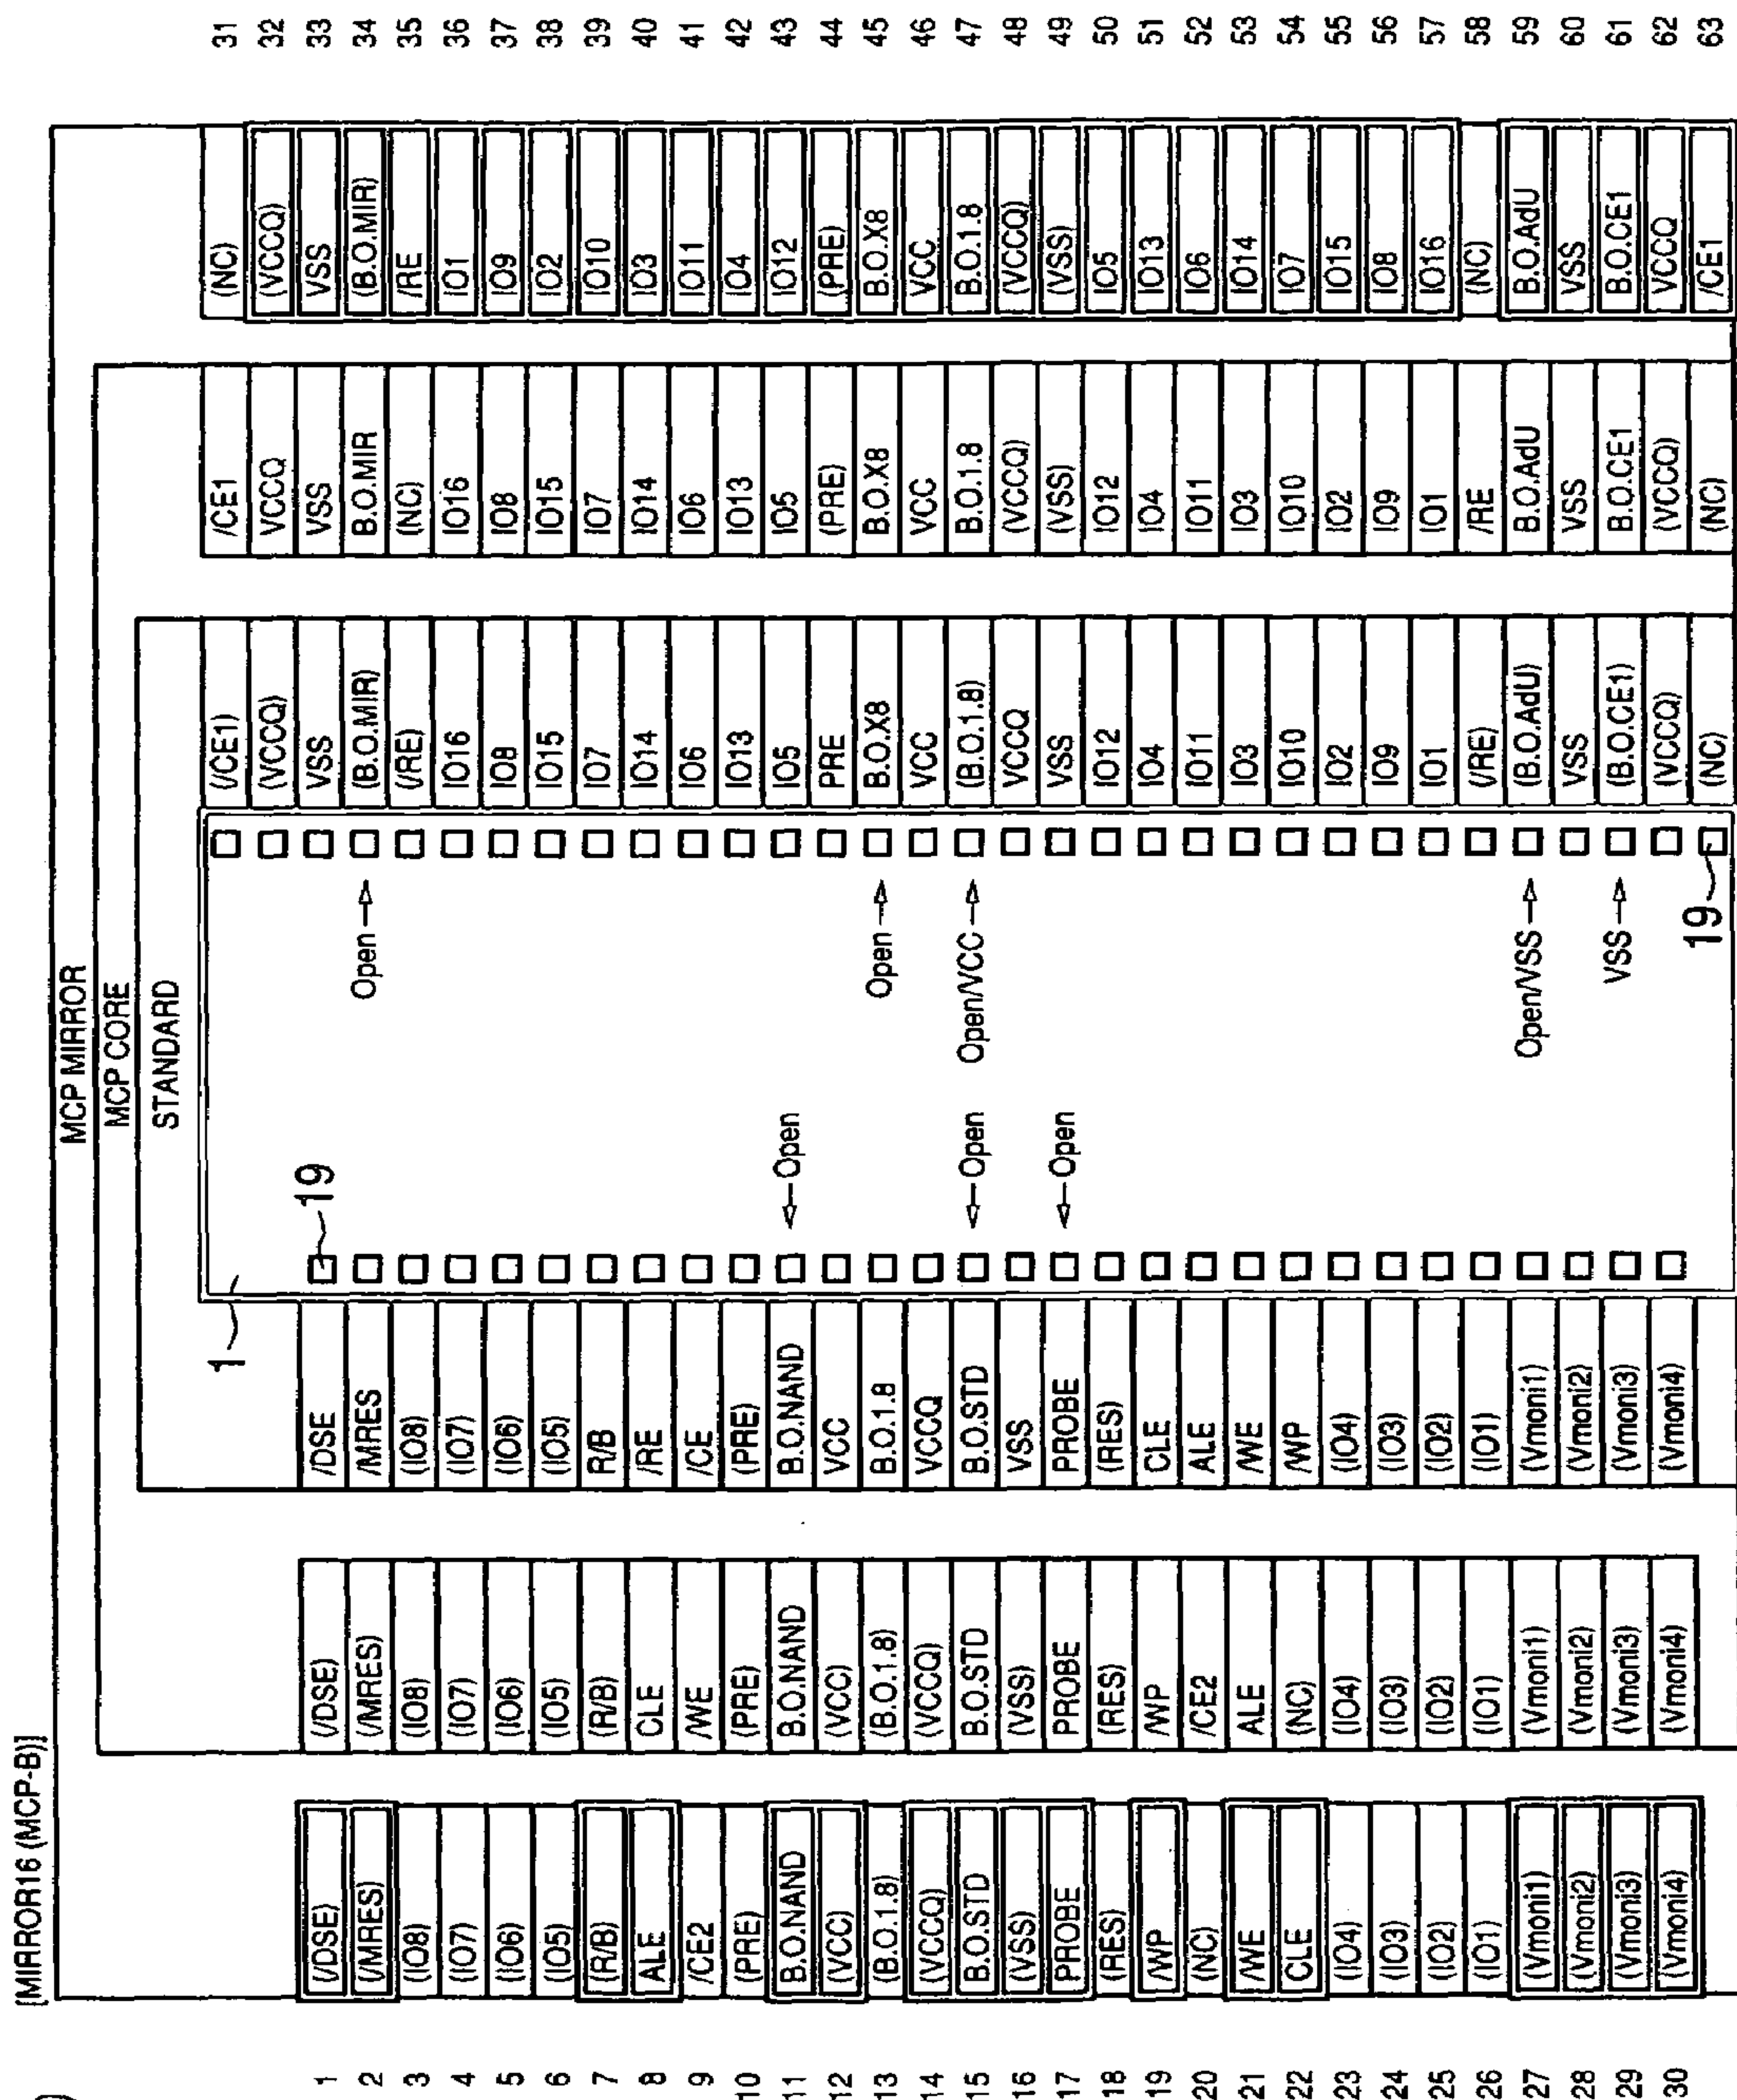 [MIRROR16 (MCP-B)]
MCP MIRROR
MCP CORE
STANDARD
1 (/CE1) /CE1 (NC) 31
(VCCQ) VCCQ (VCCQ) 32
1 (/DSE) (/DSE) /DSE 19 VSS VSS VSS 33
2 (/MRES) (/MRES) /MRES Open (B.O.MIR) B.O.MIR (B.O.MIR) 34
3 (IO8) (IO8) (IO8) (/RE) (NC) /RE 35
4 (IO7) (IO7) (IO7) IO16 IO16 IO1 36
5 (IO6) (IO6) (IO6) IO8 IO8 IO9 37
6 (IO5) (IO5) (IO5) IO15 IO15 IO2 38
7 (R/B) (R/B) R/B IO7 IO7 IO10 39
8 ALE CLE /RE IO14 IO14 IO3 40
9 /CE2 /WE /CE IO6 IO6 IO11 41
10 (PRE) (PRE) (PRE) IO13 IO13 IO4 42
11 B.O.NAND B.O.NAND B.O.NAND Open IO5 IO5 IO12 43
12 (VCC) (VCC) VCC PRE (PRE) (PRE) 44
13 (B.O.1.8) (B.O.1.8) B.O.1.8 Open B.O.X8 B.O.X8 B.O.X8 45
14 (VCCQ) (VCCQ) VCCQ VCC VCC VCC 46
15 B.O.STD B.O.STD B.O.STD Open Open/VCC (B.O.1.8) B.O.1.8 B.O.1.8 47
16 (VSS) (VSS) VSS VCCQ (VCCQ) (VCCQ) 48
17 PROBE PROBE PROBE Open VSS (VSS) (VSS) 49
18 (RES) (RES) (RES) IO12 IO12 IO5 50
19 /WP /WP CLE IO4 IO4 IO13 51
20 (NC) /CE2 ALE IO11 IO11 IO6 52
21 /WE ALE /WE IO3 IO3 IO14 53
22 CLE (NC) /WP IO10 IO10 IO7 54
23 (IO4) (IO4) (IO4) IO2 IO2 IO15 55
24 (IO3) (IO3) (IO3) IO9 IO9 IO8 56
25 (IO2) (IO2) (IO2) IO1 IO1 IO16 57
26 (IO1) (IO1) (IO1) (/RE) /RE (NC) 58
27 (Vmoni1) (Vmoni1) (Vmoni1) Open/VSS (B.O.AdU) B.O.AdU B.O.AdU 59
28 (Vmoni2) (Vmoni2) (Vmoni2) VSS VSS VSS 60
29 (Vmoni3) (Vmoni3) (Vmoni3) VSS (B.O.CE1) B.O.CE1 B.O.CE1 61
30 (Vmoni4) (Vmoni4) (Vmoni4) (VCCQ) (VCCQ) VCCQ 62
19 (NC) (NC) /CE1 63